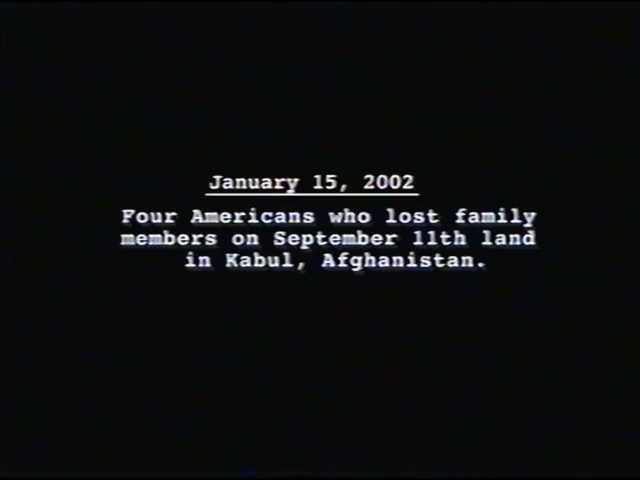 January 15, 2002
Four Americans who lost family
members on September 11th land
in Kabul, Afghanistan.